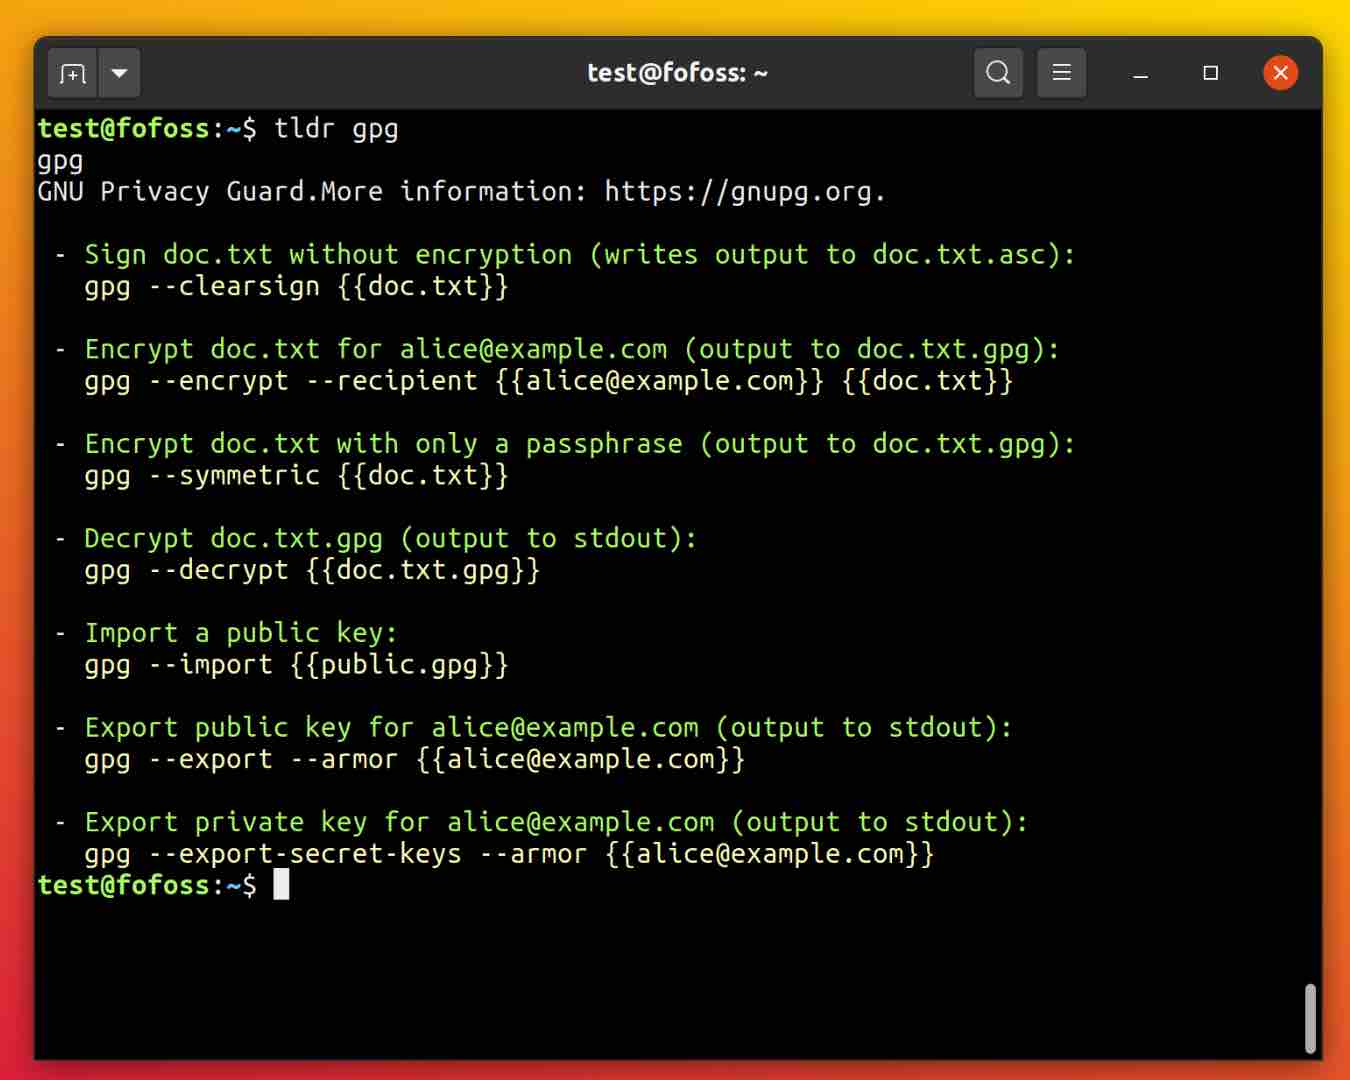 test@fofoss: ~
test@fofoss:~$ tldr gpg
gpg
GNU Privacy Guard.More information: https://gnupg.org.
- Sign doc.txt without encryption (writes output to doc.txt.asc):
gpg --clearsign {{doc.txt}}
- Encrypt doc.txt for alice@example.com (output to doc.txt.gpg):
gpg --encrypt --recipient {{alice@example.com}} {{doc.txt}}
- Encrypt doc.txt with only a passphrase (output to doc.txt.gpg):
gpg --symmetric {{doc.txt}}
- Decrypt doc.txt.gpg (output to stdout):
gpg --decrypt {{doc.txt.gpg}}
- Import a public key:
gpg --import {{public.gpg}}
- Export public key for alice@example.com (output to stdout):
gpg --export --armor {{alice@example.com}}
- Export private key for alice@example.com (output to stdout):
gpg --export-secret-keys --armor {{alice@example.com}}
test@fofoss:~$